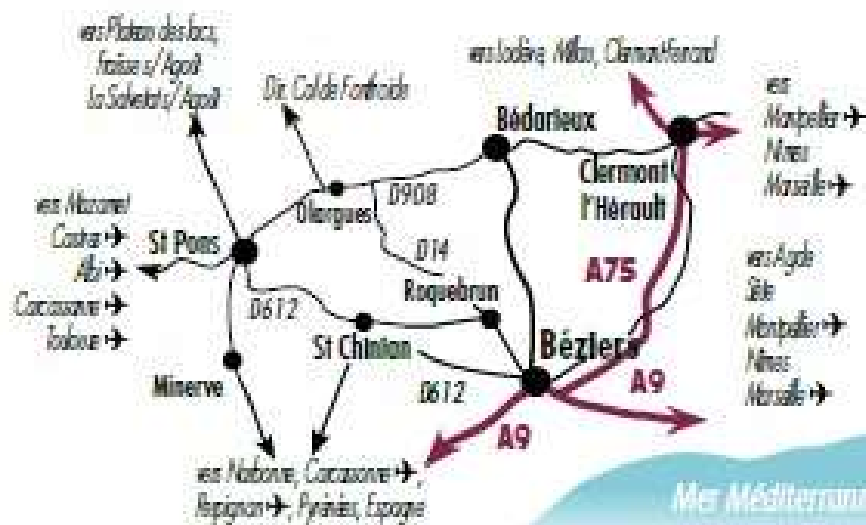 vers Plateau des lacs,
Fraïsse s/Agoût
La Salvetat s/Agoût
Dir. Col de Fontfroide
vers Lodève, Millau, Clermont-Ferrand
vers
Montpellier ✈
Nîmes
Marseille ✈
Bédarieux
Clermont
l'Hérault
Olargues
D908
vers Mazamet
Castres ✈
Albi ✈
Carcassonne ✈
Toulouse ✈
St Pons
D14
A75
vers Agde
Sète
Montpellier ✈
Nîmes
Marseille ✈
D612
Roquebrun
St Chinian
Béziers
Minerve
D612
A9
A9
vers Narbonne, Carcassonne ✈,
Perpignan ✈, Pyrénées, Espagne
Mer Méditerran